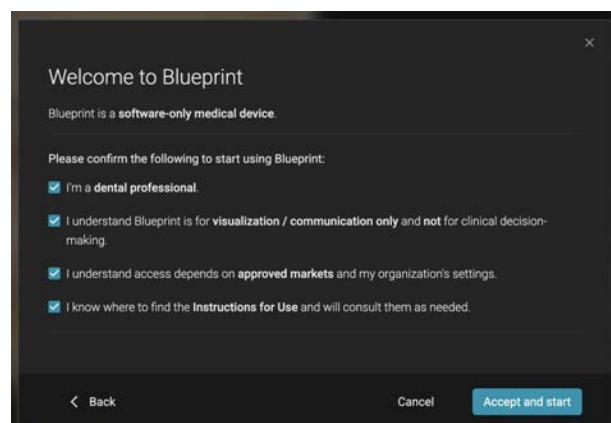 Welcome to Blueprint
Blueprint is a software-only medical device.
Please confirm the following to start using Blueprint:
I'm a dental professional.
I understand Blueprint is for visualization / communication only and not for clinical decision-
making.
I understand access depends on approved markets and my organization's settings.
I know where to find the Instructions for Use and will consult them as needed.
Back
Cancel
Accept and start